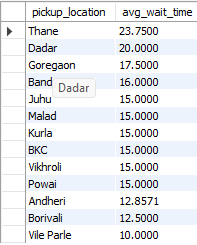 pickup_location avg_wait_time
Thane 23.7500
Dadar 20.0000
Goregaon 17.5000
Band 16.0000
Dadar
Juhu 15.0000
Malad 15.0000
Kurla 15.0000
BKC 15.0000
Vikhroli 15.0000
Powai 15.0000
Andheri 12.8571
Borivali 12.5000
Vile Parle 10.0000